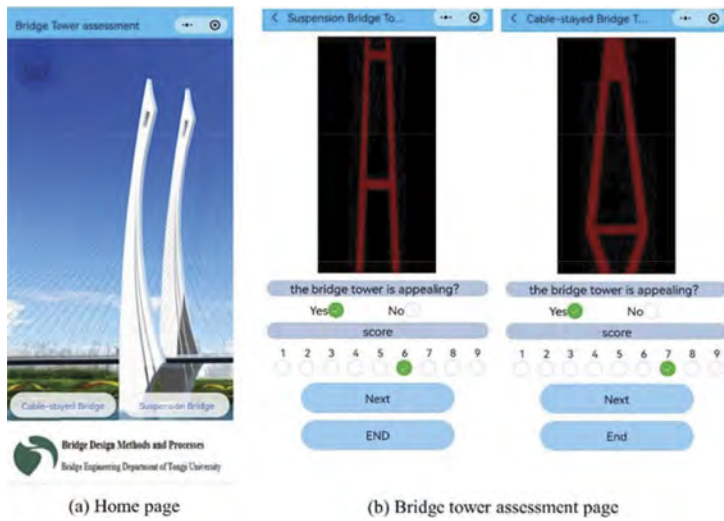 Bridge Tower assessment
Cable-stayed Bridge
Suspension Bridge
Bridge Design Methods and Processes
Bridge Engineering Department of Tongji University
(a) Home page
Suspension Bridge To...
the bridge tower is appealing?
Yes No
score
1 2 3 4 5 6 7 8 9
Next
END
Cable-stayed Bridge T...
the bridge tower is appealing?
Yes No
score
1 2 3 4 5 6 7 8 9
Next
End
(b) Bridge tower assessment page